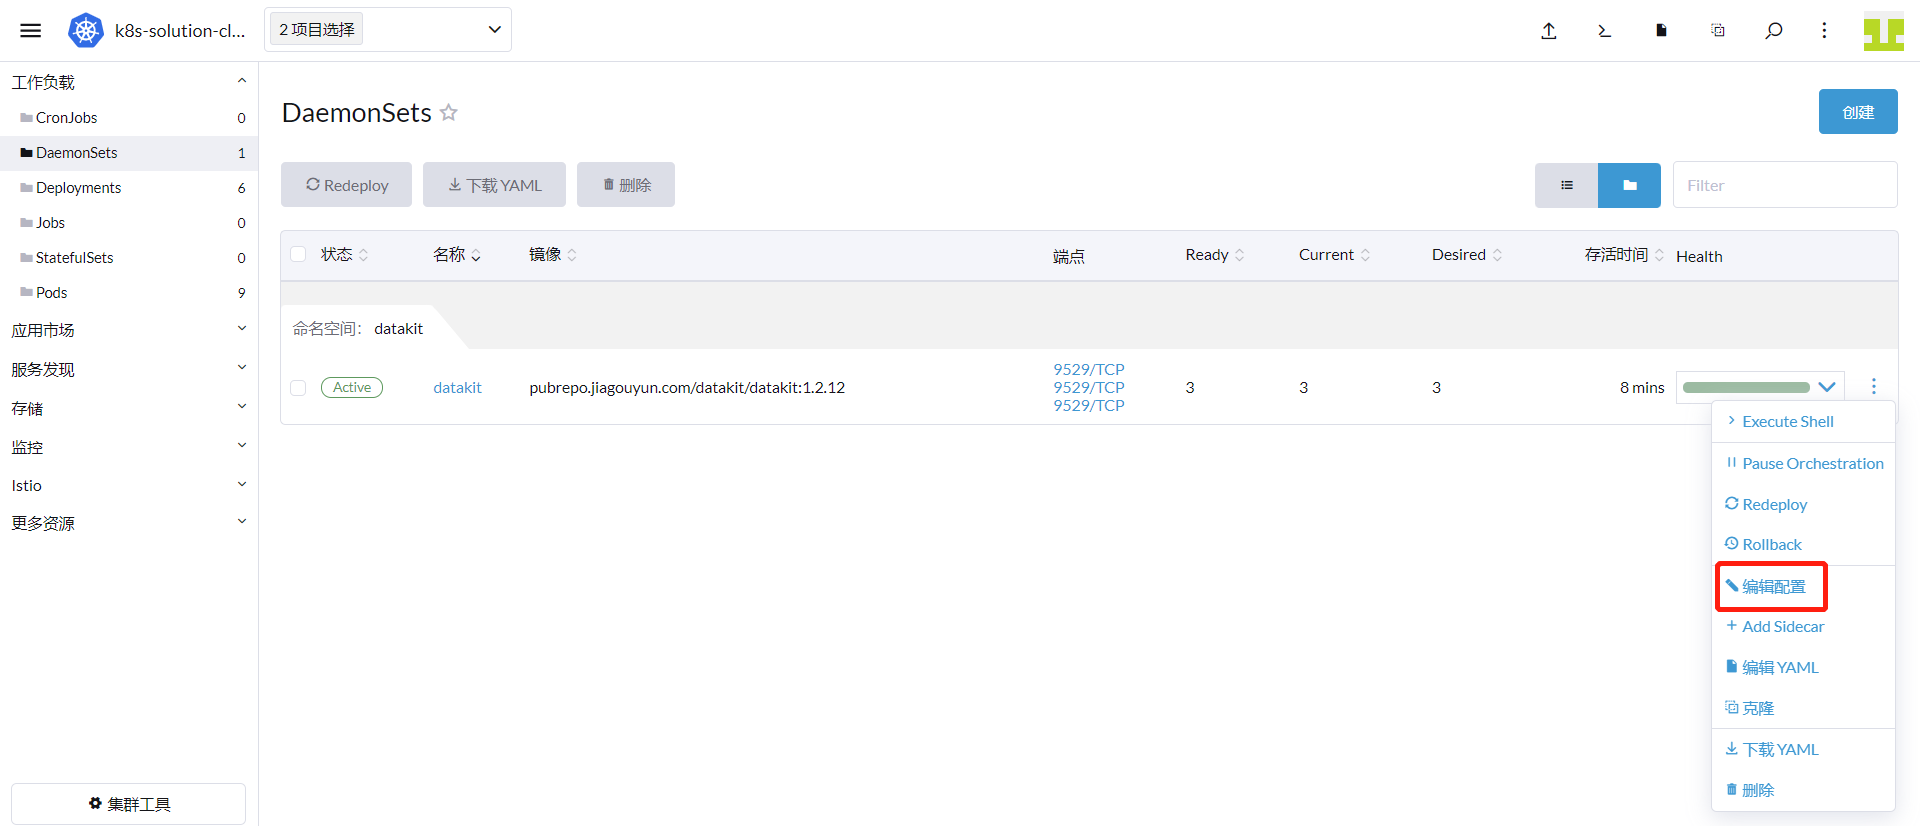 k8s-solution-cl...
2 项目选择
工作负载
CronJobs 0
DaemonSets 1
Deployments 6
Jobs 0
StatefulSets 0
Pods 9
应用市场
服务发现
存储
监控
Istio
更多资源
集群工具
DaemonSets
创建
Redeploy
下载 YAML
删除
Filter
状态 名称 镜像 端点 Ready Current Desired 存活时间 Health
命名空间: datakit
Active datakit pubrepo.jiagouyun.com/datakit/datakit:1.2.12
9529/TCP
9529/TCP
9529/TCP
3 3 3 8 mins
Execute Shell
Pause Orchestration
Redeploy
Rollback
编辑配置
Add Sidecar
编辑 YAML
克隆
下载 YAML
删除